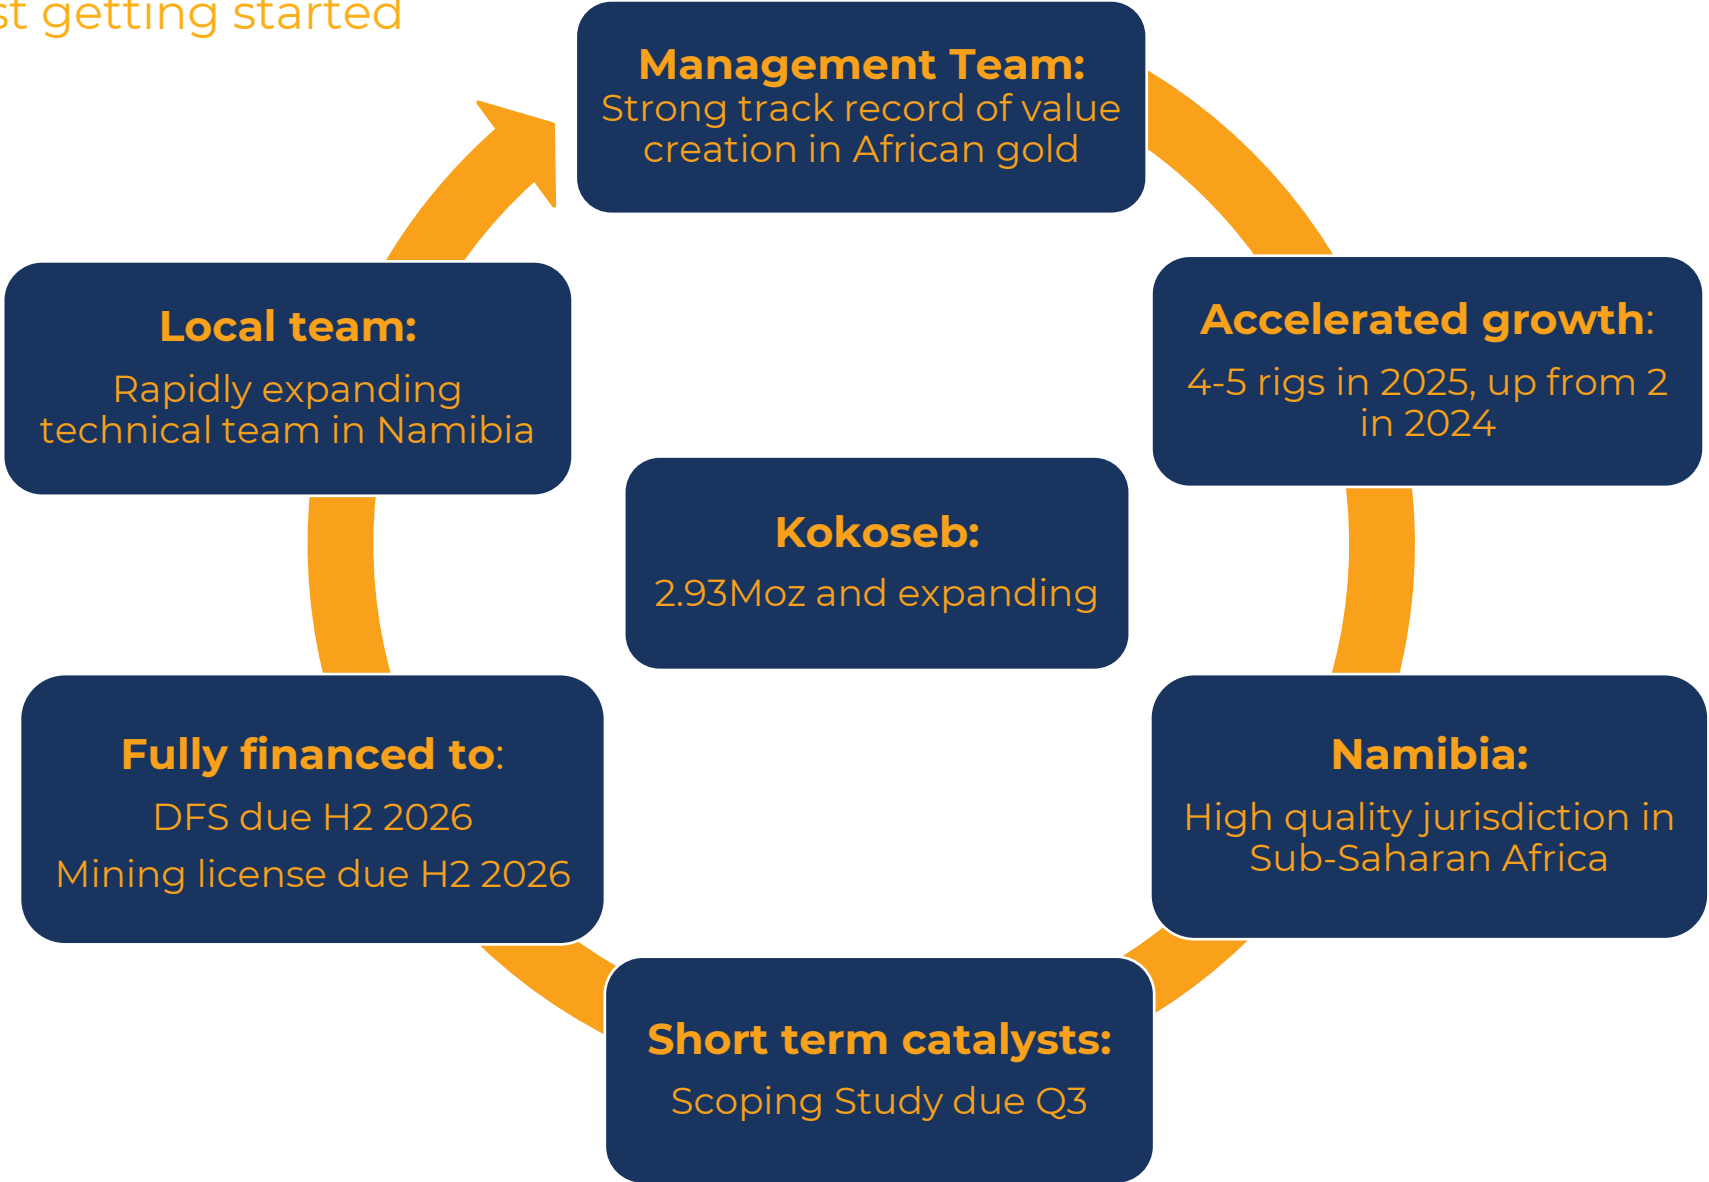 getting started
Management Team:
Strong track record of value
creation in African gold
Accelerated growth:
4-5 rigs in 2025, up from 2
in 2024
Namibia:
High quality jurisdiction in
Sub-Saharan Africa
Short term catalysts:
Scoping Study due Q3
Fully financed to:
DFS due H2 2026
Mining license due H2 2026
Local team:
Rapidly expanding
technical team in Namibia
Kokoseb:
2.93Moz and expanding